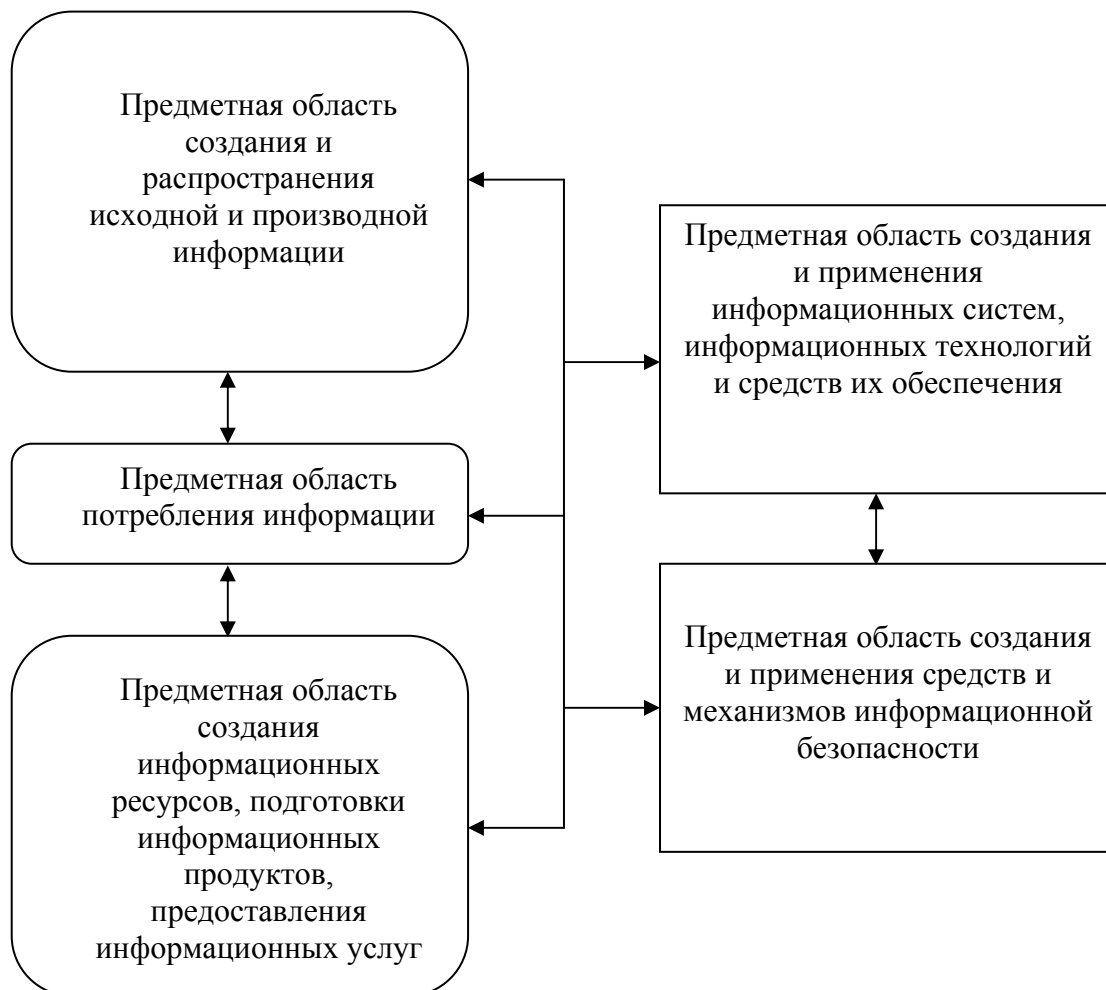 Предметная область
создания и
распространения
исходной и производной
информации
Предметная область
потребления информации
Предметная область
создания
информационных
ресурсов, подготовки
информационных
продуктов,
предоставления
информационных услуг
Предметная область создания
и применения
информационных систем,
информационных технологий
и средств их обеспечения
Предметная область создания
и применения средств и
механизмов информационной
безопасности